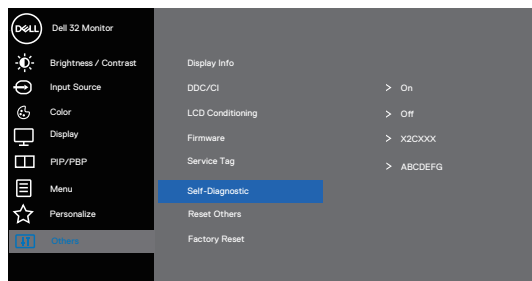 DELL
Dell 32 Monitor
Brightness / Contrast
Input Source
Color
Display
PIP/PBP
Menu
Personalize
Others
Display Info
DDC/CI > On
LCD Conditioning > Off
Firmware > X2CXXX
Service Tag > ABCDEFG
Self-Diagnostic
Reset Others
Factory Reset